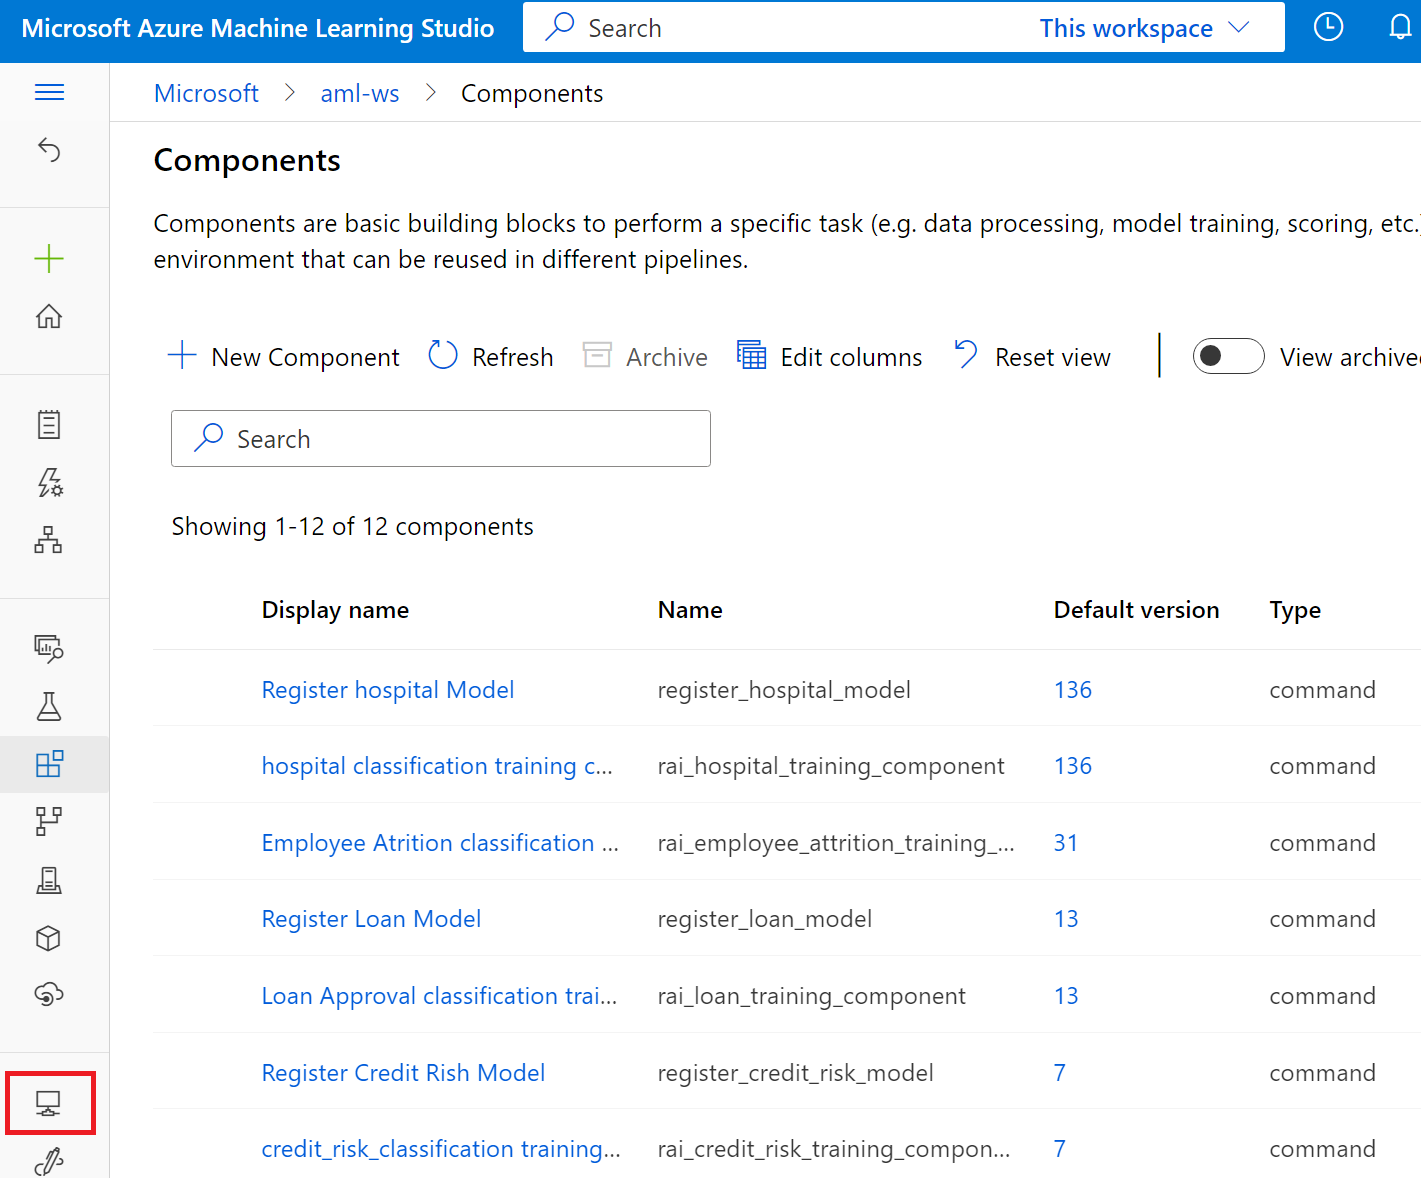 Microsoft Azure Machine Learning Studio
Search
This workspace
Microsoft > aml-ws > Components
Components
Components are basic building blocks to perform a specific task (e.g. data processing, model training, scoring, etc.)
environment that can be reused in different pipelines.
New Component Refresh Archive Edit columns Reset view View archived
Search
Showing 1-12 of 12 components
Display name Name Default version Type
Register hospital Model register_hospital_model 136 command
hospital classification training c... rai_hospital_training_component 136 command
Employee Atrition classification ... rai_employee_attrition_training_... 31 command
Register Loan Model register_loan_model 13 command
Loan Approval classification trai... rai_loan_training_component 13 command
Register Credit Rish Model register_credit_risk_model 7 command
credit_risk_classification training... rai_credit_risk_training_compon... 7 command